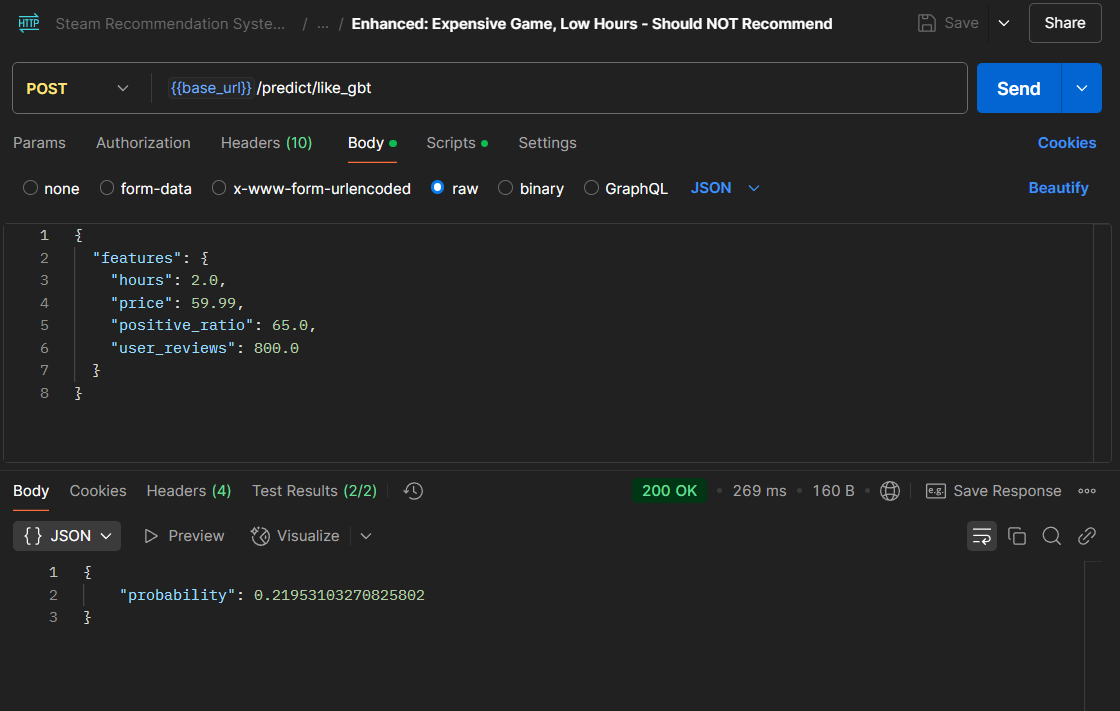 HTTP Steam Recommendation Syste... / ... / Enhanced: Expensive Game, Low Hours - Should NOT Recommend Save Share
POST {{base_url}} /predict/like_gbt Send
Params Authorization Headers (10) Body Scripts Settings Cookies
none form-data x-www-form-urlencoded raw binary GraphQL JSON Beautify
1 {
2 "features": {
3 "hours": 2.0,
4 "price": 59.99,
5 "positive_ratio": 65.0,
6 "user_reviews": 800.0
7 }
8 }
Body Cookies Headers (4) Test Results (2/2) 200 OK • 269 ms • 160 B • e.g. Save Response
{} JSON Preview Visualize
1 {
2 "probability": 0.21953103270825802
3 }